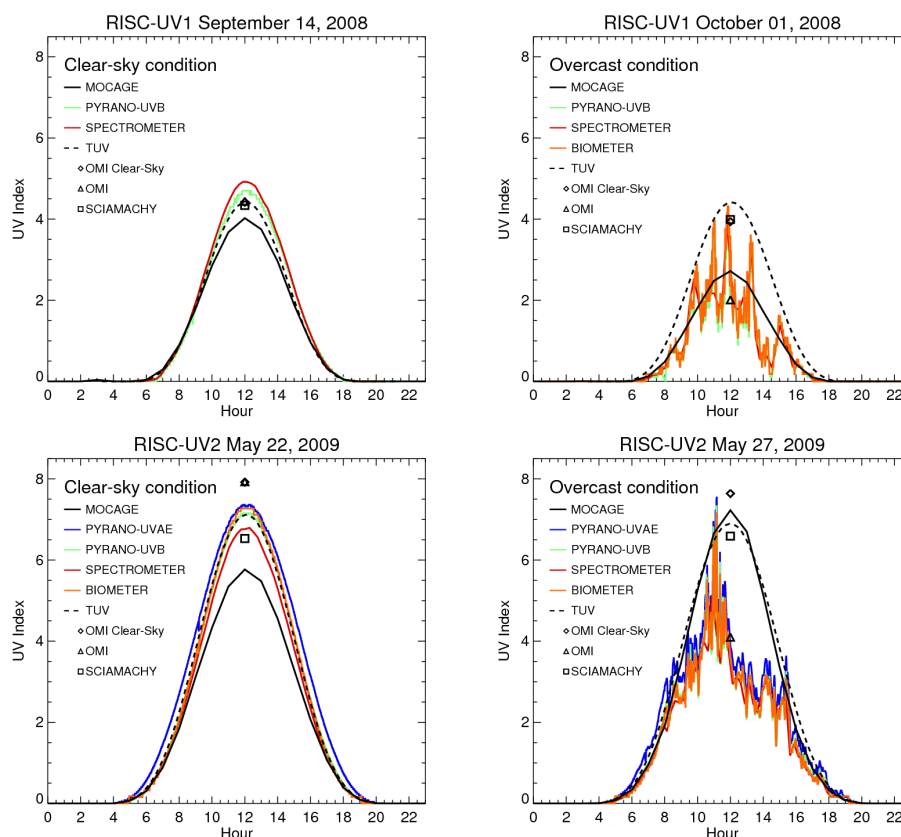 RISC-UV1 September 14, 2008
8
6
4
2
0
UV Index
Clear-sky condition
MOCAGE
PYRANO-UVB
SPECTROMETER
TUV
OMI Clear-Sky
OMI
SCIAMACHY
0 2 4 6 8 10 12 14 16 18 20 22
Hour
RISC-UV1 October 01, 2008
8
6
4
2
0
UV Index
Overcast condition
MOCAGE
PYRANO-UVB
SPECTROMETER
BIOMETER
TUV
OMI Clear-Sky
OMI
SCIAMACHY
0 2 4 6 8 10 12 14 16 18 20 22
Hour
RISC-UV2 May 22, 2009
8
6
4
2
0
UV Index
Clear-sky condition
MOCAGE
PYRANO-UVAE
PYRANO-UVB
SPECTROMETER
BIOMETER
TUV
OMI Clear-Sky
OMI
SCIAMACHY
0 2 4 6 8 10 12 14 16 18 20 22
Hour
RISC-UV2 May 27, 2009
8
6
4
2
0
UV Index
Overcast condition
MOCAGE
PYRANO-UVAE
PYRANO-UVB
SPECTROMETER
BIOMETER
TUV
OMI Clear-Sky
OMI
SCIAMACHY
0 2 4 6 8 10 12 14 16 18 20 22
Hour